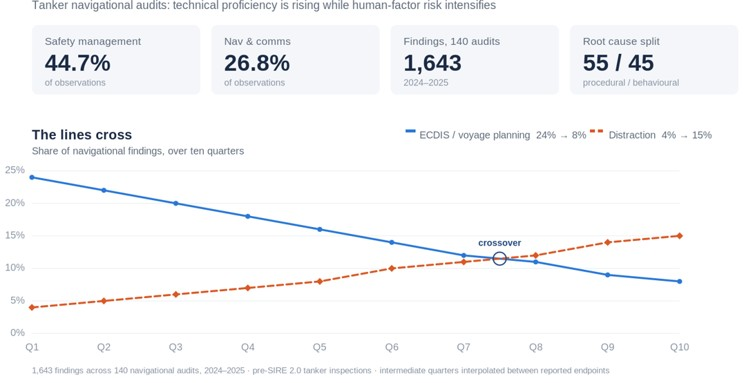 Tanker navigational audits: technical proficiency is rising while human-factor risk intensifies
Safety management
44.7%
of observations
Nav & comms
26.8%
of observations
Findings, 140 audits
1,643
2024–2025
Root cause split
55 / 45
procedural / behavioural
The lines cross
Share of navigational findings, over ten quarters
ECDIS / voyage planning 24% → 8%
Distraction 4% → 15%
25%
20%
15%
10%
5%
0%
crossover
Q1 Q2 Q3 Q4 Q5 Q6 Q7 Q8 Q9 Q10
1,643 findings across 140 navigational audits, 2024–2025 · pre-SIRE 2.0 tanker inspections · intermediate quarters interpolated between reported endpoints